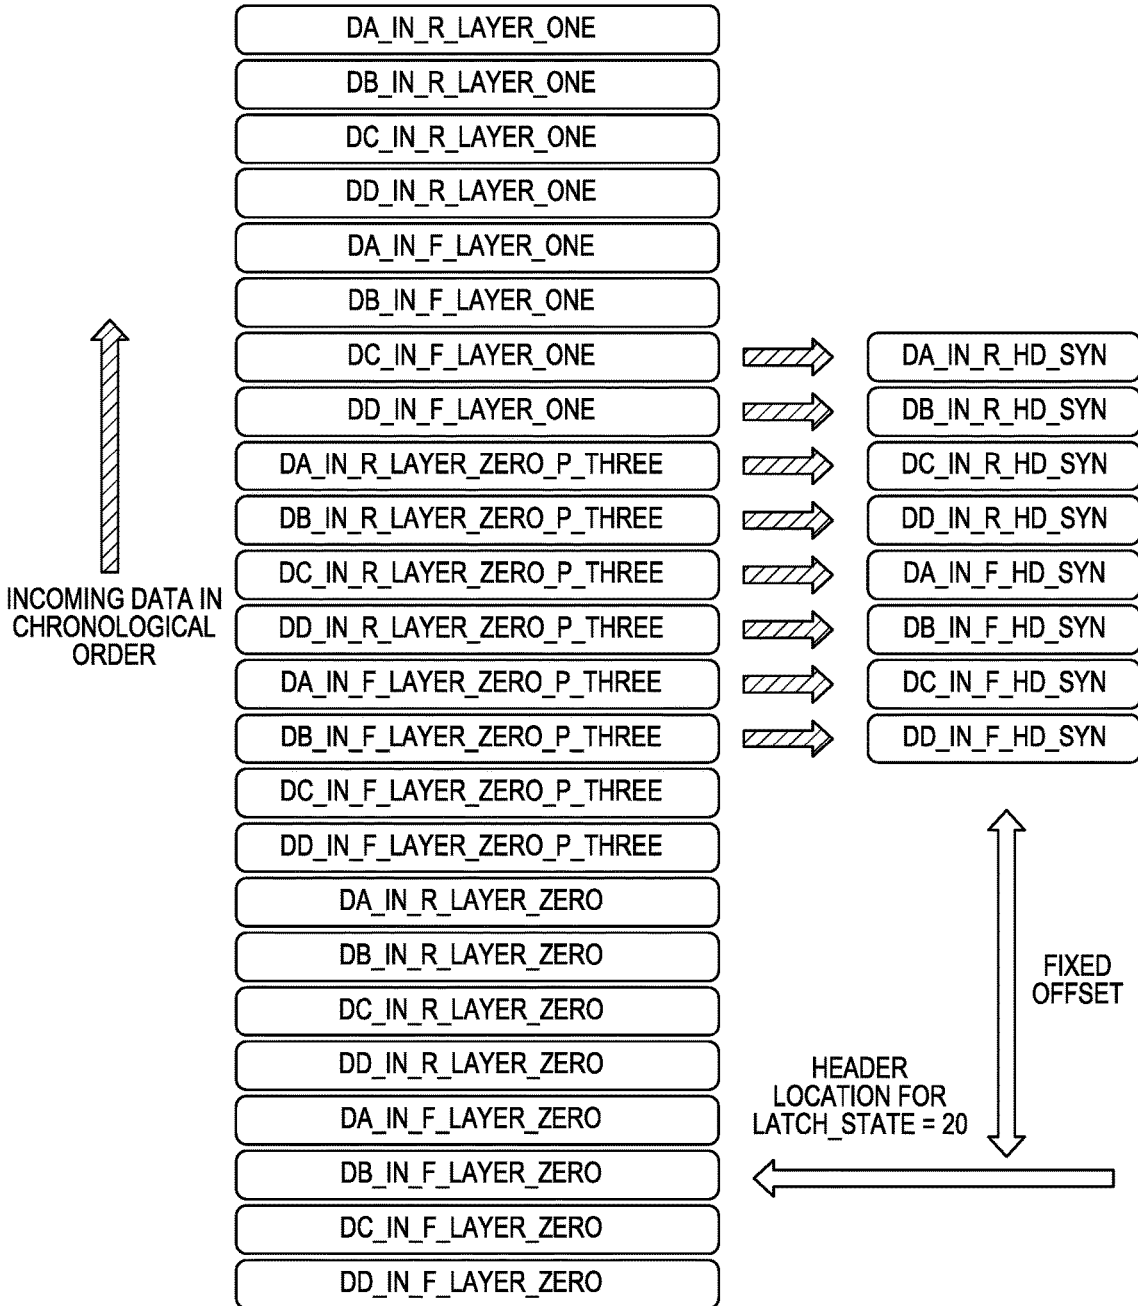 DA_IN_R_LAYER_ONE
DB_IN_R_LAYER_ONE
DC_IN_R_LAYER_ONE
DD_IN_R_LAYER_ONE
DA_IN_F_LAYER_ONE
DB_IN_F_LAYER_ONE
DC_IN_F_LAYER_ONE
DD_IN_F_LAYER_ONE
DA_IN_R_LAYER_ZERO_P_THREE
DB_IN_R_LAYER_ZERO_P_THREE
DC_IN_R_LAYER_ZERO_P_THREE
DD_IN_R_LAYER_ZERO_P_THREE
DA_IN_F_LAYER_ZERO_P_THREE
DB_IN_F_LAYER_ZERO_P_THREE
DC_IN_F_LAYER_ZERO_P_THREE
DD_IN_F_LAYER_ZERO_P_THREE
DA_IN_R_LAYER_ZERO
DB_IN_R_LAYER_ZERO
DC_IN_R_LAYER_ZERO
DD_IN_R_LAYER_ZERO
DA_IN_F_LAYER_ZERO
DB_IN_F_LAYER_ZERO
DC_IN_F_LAYER_ZERO
DD_IN_F_LAYER_ZERO
INCOMING DATA IN
CHRONOLOGICAL
ORDER
DA_IN_R_HD_SYN
DB_IN_R_HD_SYN
DC_IN_R_HD_SYN
DD_IN_R_HD_SYN
DA_IN_F_HD_SYN
DB_IN_F_HD_SYN
DC_IN_F_HD_SYN
DD_IN_F_HD_SYN
FIXED
OFFSET
HEADER
LOCATION FOR
LATCH_STATE = 20